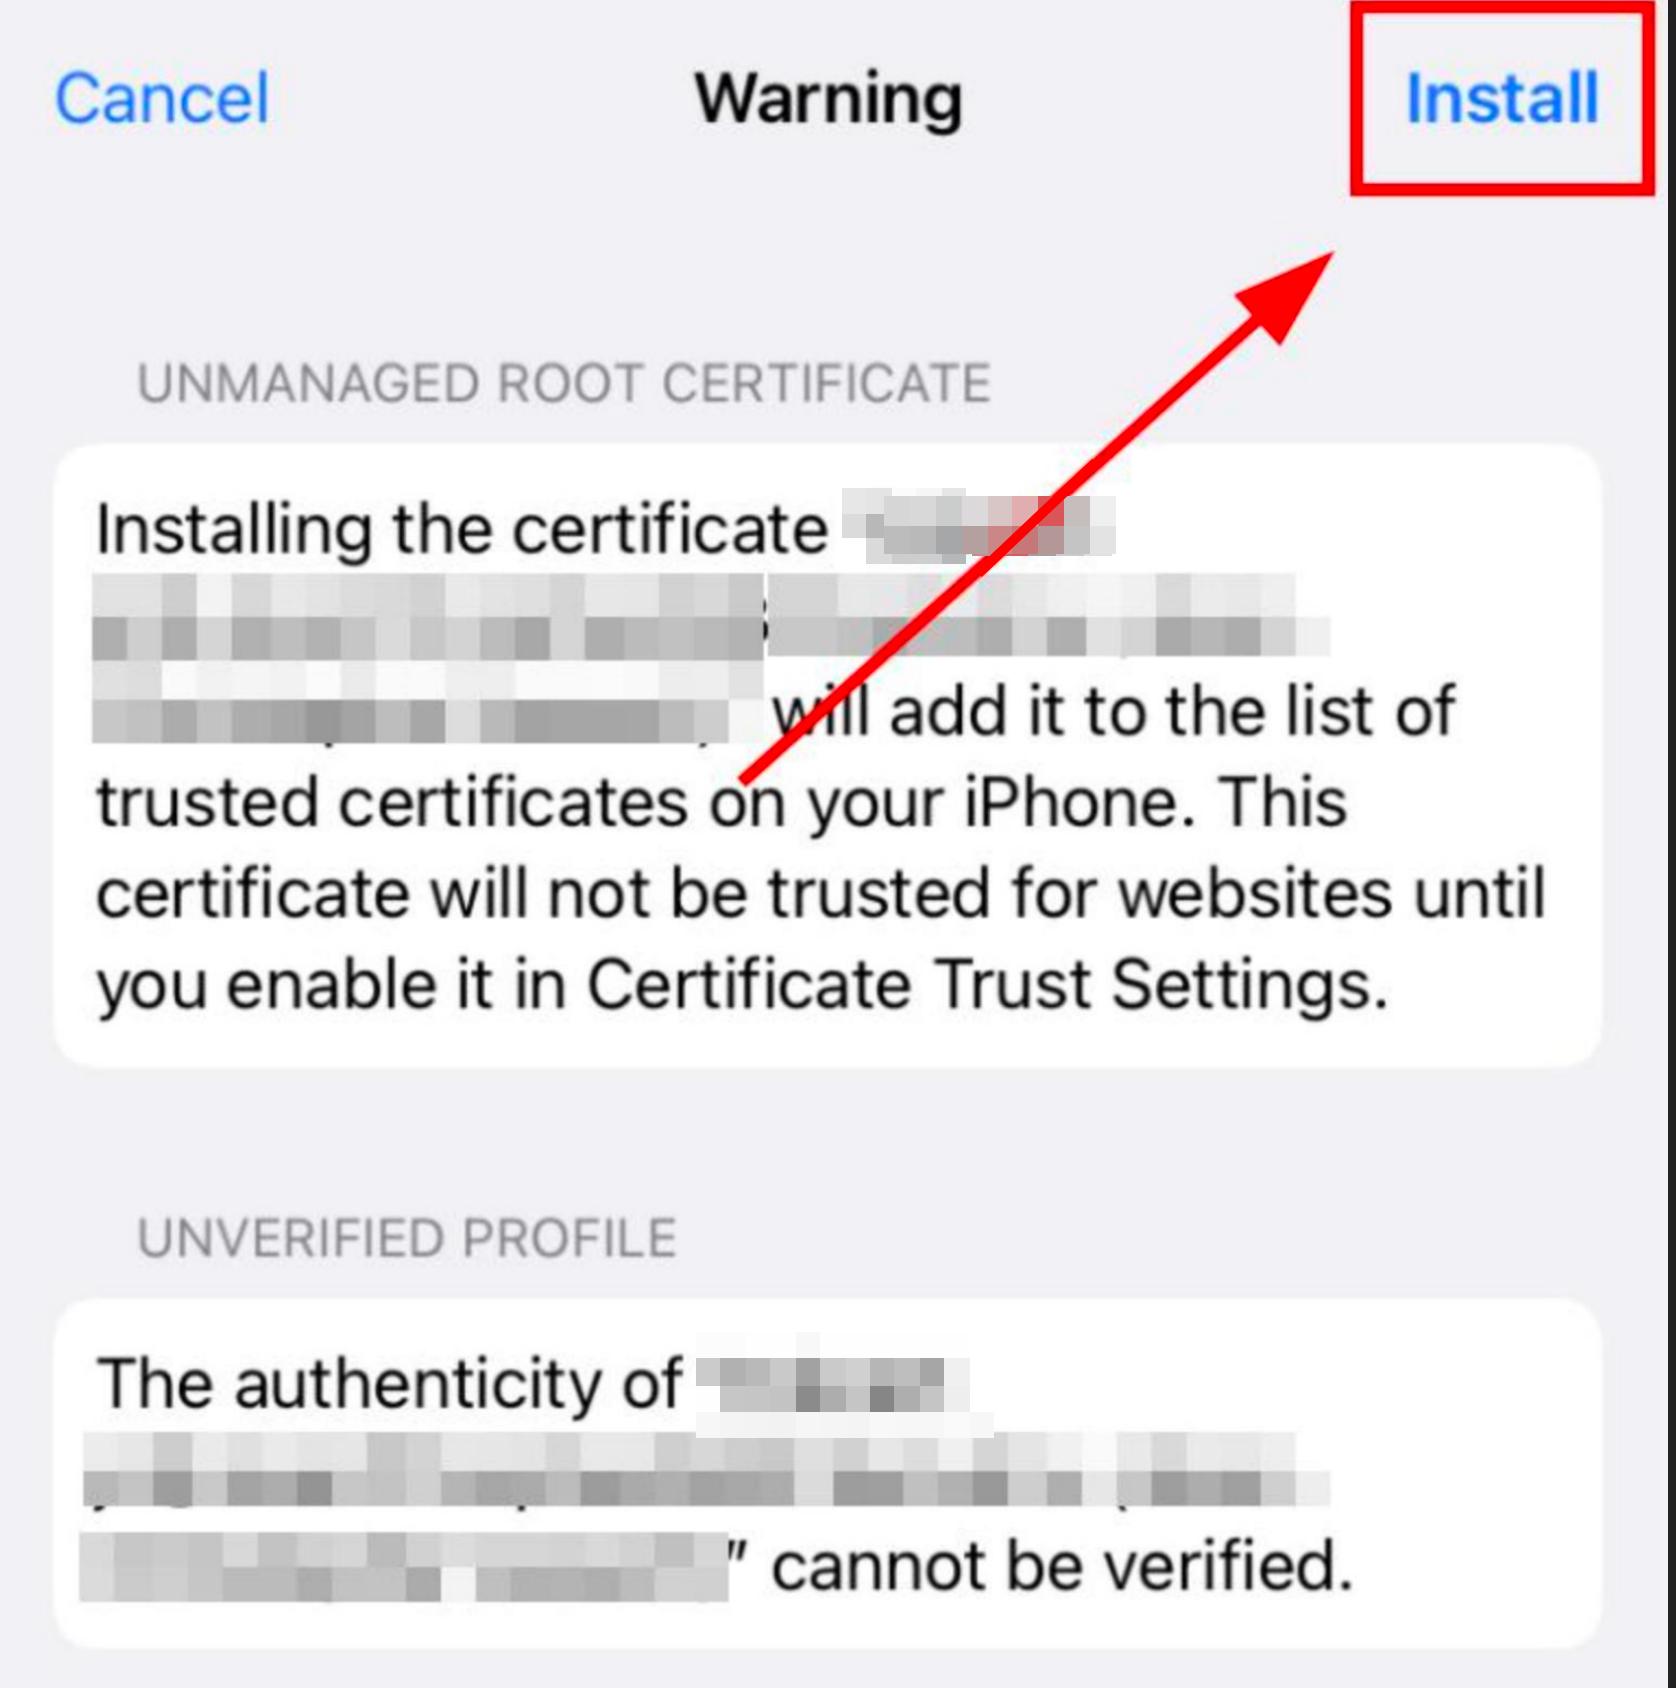 Cancel Warning Install
UNMANAGED ROOT CERTIFICATE
Installing the certificate
will add it to the list of
trusted certificates on your iPhone. This
certificate will not be trusted for websites until
you enable it in Certificate Trust Settings.
UNVERIFIED PROFILE
The authenticity of
" cannot be verified.